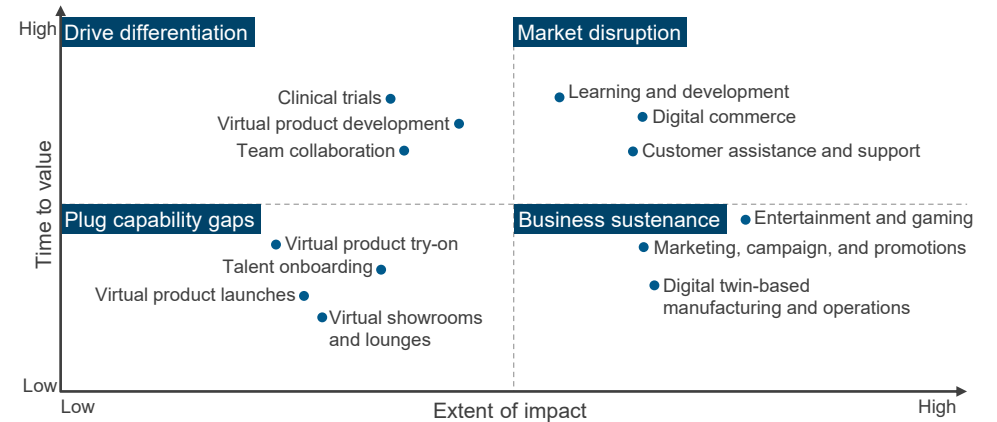 High
Drive differentiation
Market disruption
Clinical trials
Virtual product development
Team collaboration
Learning and development
Digital commerce
Customer assistance and support
Time to value
Plug capability gaps
Business sustenance
Virtual product try-on
Talent onboarding
Virtual product launches
Virtual showrooms
and lounges
Entertainment and gaming
Marketing, campaign, and promotions
Digital twin-based
manufacturing and operations
Low
Low
Extent of impact
High